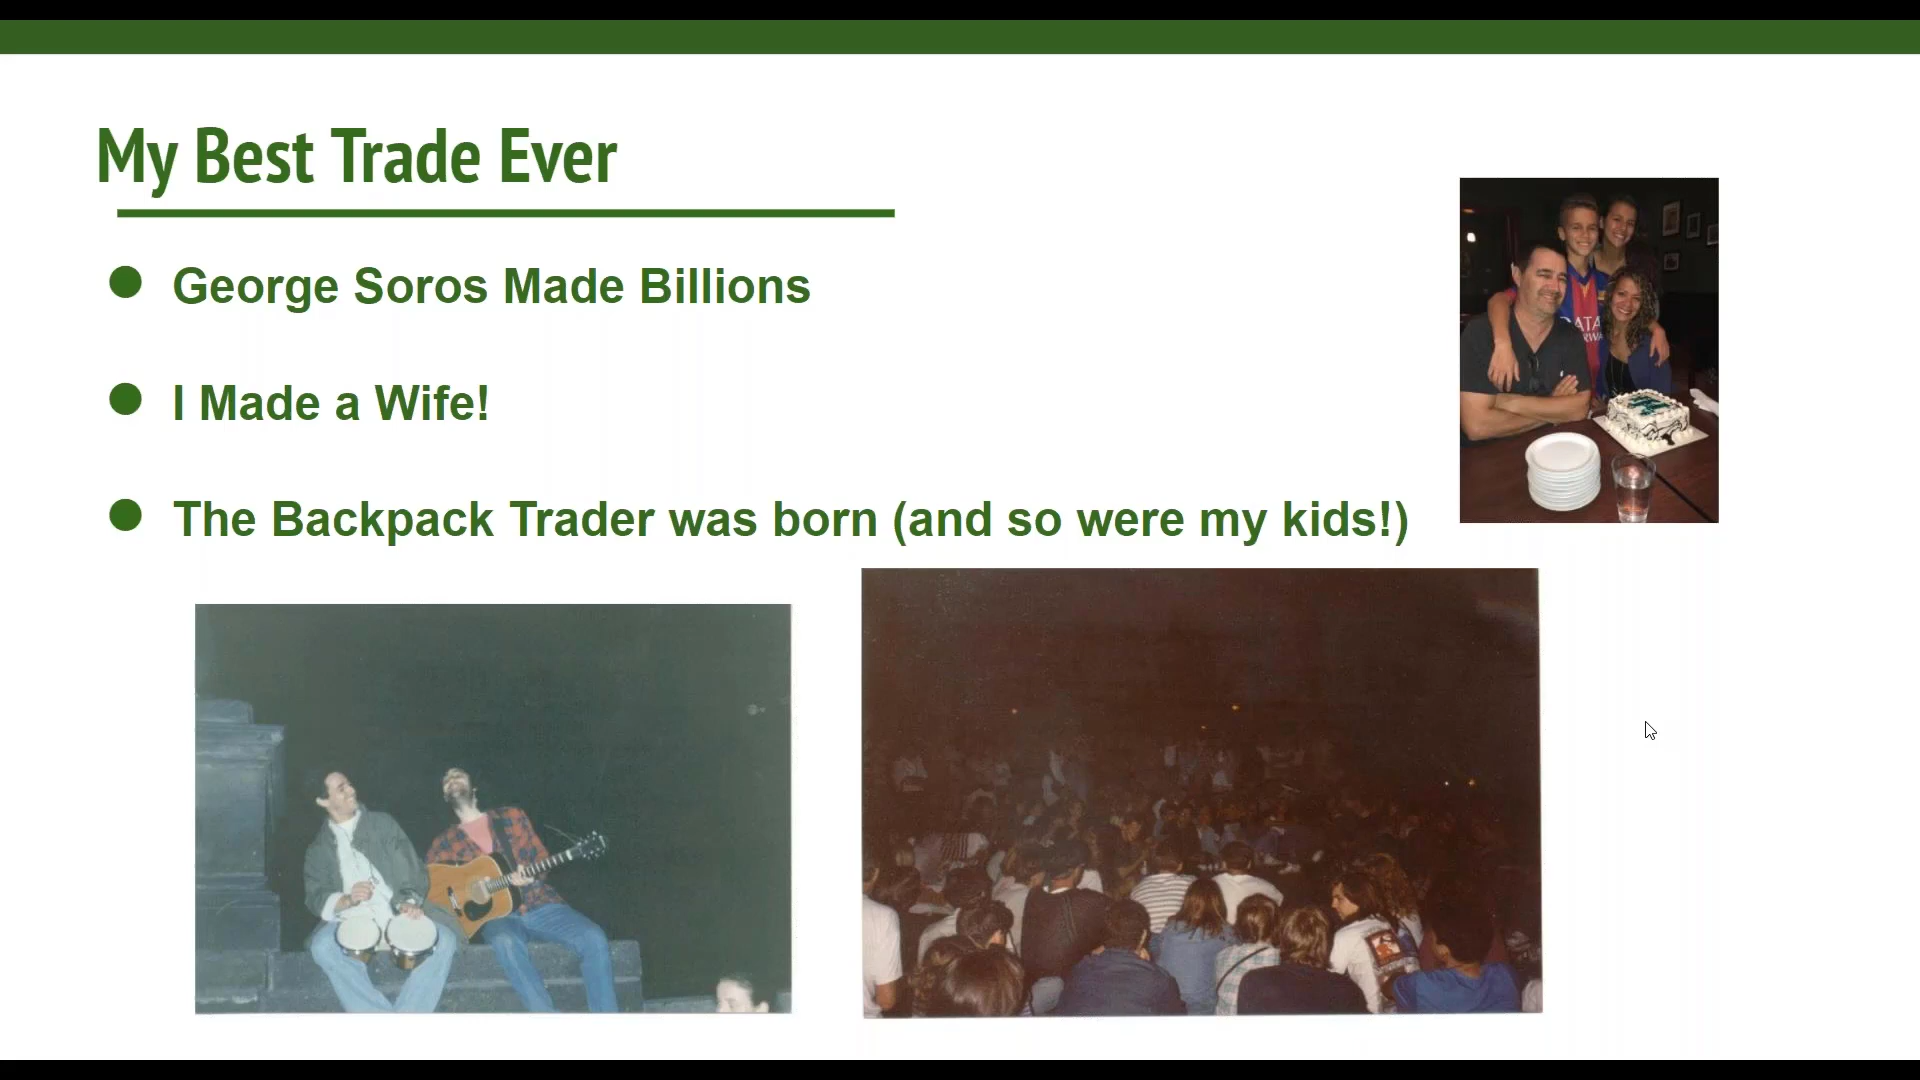 My Best Trade Ever
George Soros Made Billions
I Made a Wife!
The Backpack Trader was born (and so were my kids!)